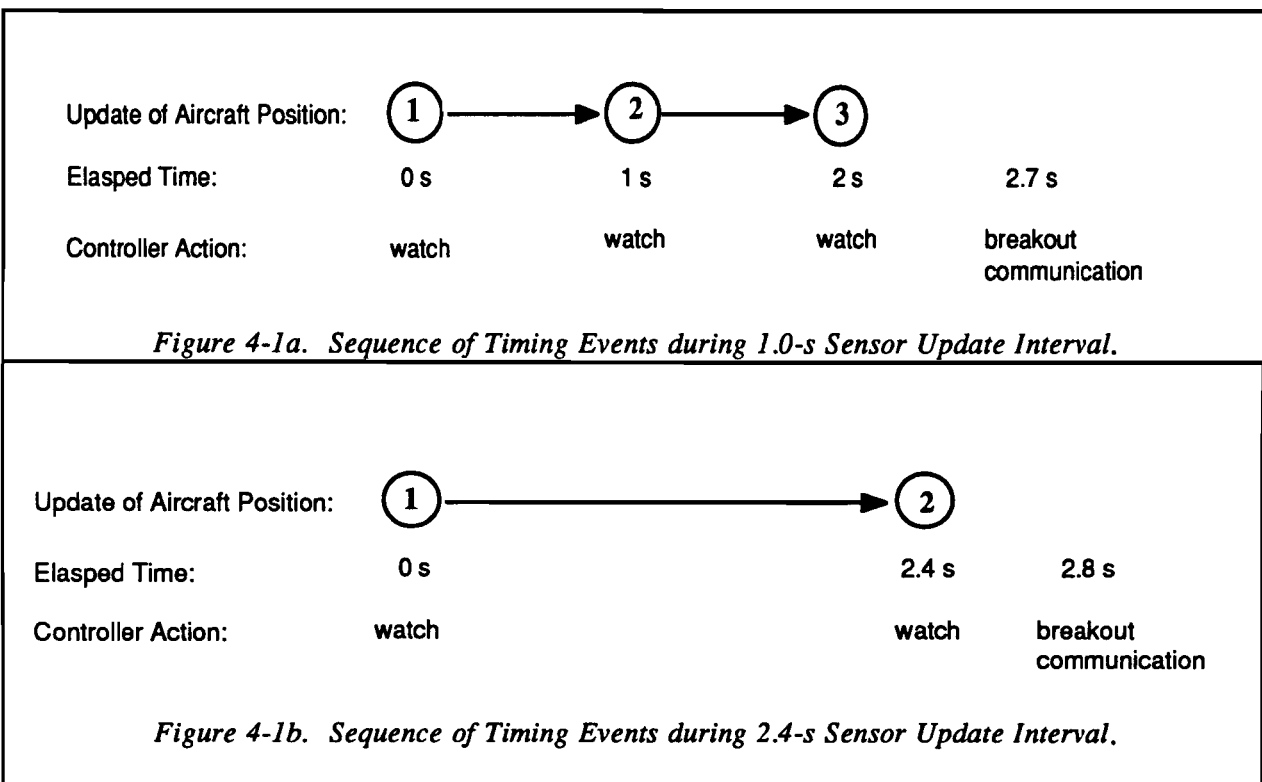 Update of Aircraft Position: 1 2 3
Elasped Time: 0 s 1 s 2 s 2.7 s
Controller Action: watch watch watch breakout
communication
Figure 4-1a. Sequence of Timing Events during 1.0-s Sensor Update Interval.
Update of Aircraft Position: 1 2
Elasped Time: 0 s 2.4 s 2.8 s
Controller Action: watch watch breakout
communication
Figure 4-1b. Sequence of Timing Events during 2.4-s Sensor Update Interval.